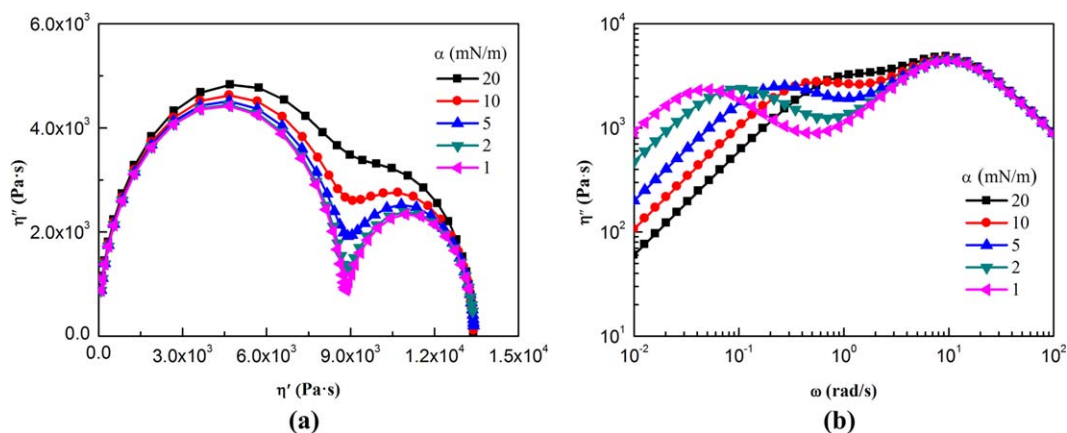 6.0x10³
4.0x10³
2.0x10³
0.0
η″ (Pa·s)
α (mN/m)
20
10
5
2
1
0.0
3.0x10³
6.0x10³
9.0x10³
1.2x10⁴
1.5x10⁴
η′ (Pa·s)
(a)
10⁴
10³
10²
10¹
η″ (Pa·s)
α (mN/m)
20
10
5
2
1
10⁻²
10⁻¹
10⁰
10¹
10²
ω (rad/s)
(b)